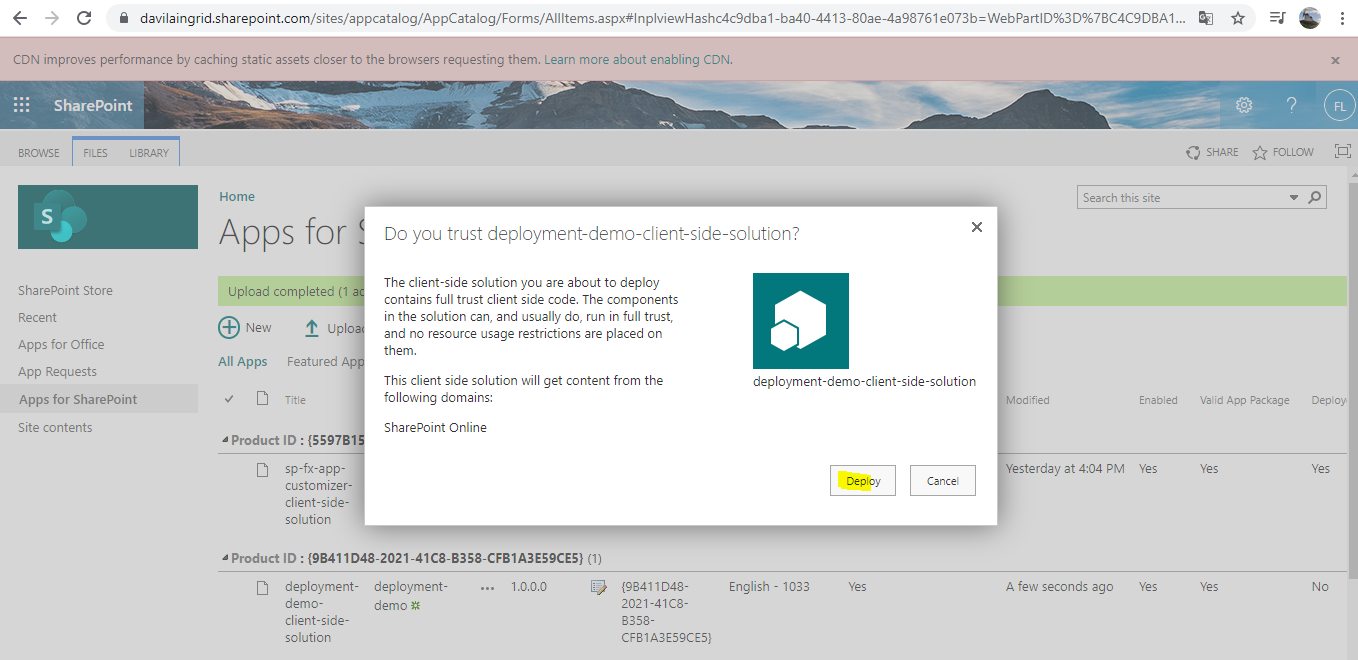 davilaingrid.sharepoint.com/sites/appcatalog/AppCatalog/Forms/AllItems.aspx#InplviewHashc4c9dba1-ba40-4413-80ae-4a98761e073b=WebPartID%3D%7BC4C9DBA1...
CDN improves performance by caching static assets closer to the browsers requesting them. Learn more about enabling CDN.
SharePoint
?
FL
BROWSE
FILES
LIBRARY
SHARE
FOLLOW
S
Home
Search this site
Apps for S
Do you trust deployment-demo-client-side-solution?
The client-side solution you are about to deploy
contains full trust client side code. The components
in the solution can, and usually do, run in full trust,
and no resource usage restrictions are placed on
them.
This client side solution will get content from the
following domains:
SharePoint Online
deployment-demo-client-side-solution
Deploy
Cancel
SharePoint Store
Recent
Apps for Office
App Requests
Apps for SharePoint
Site contents
Upload completed (1 ad
New
Upload
All Apps
Featured App
Title
Modified
Enabled
Valid App Package
Deploye
Product ID : {5597B15
sp-fx-app-
customizer-
client-side-
solution
Yesterday at 4:04 PM
Yes
Yes
Yes
Product ID : {9B411D48-2021-41C8-B358-CFB1A3E59CE5} (1)
deployment-
demo-
client-side-
solution
deployment-
demo
...
1.0.0.0
{9B411D48-
2021-41C8-
B358-
CFB1A3E59CE5}
English - 1033
Yes
A few seconds ago
Yes
Yes
No